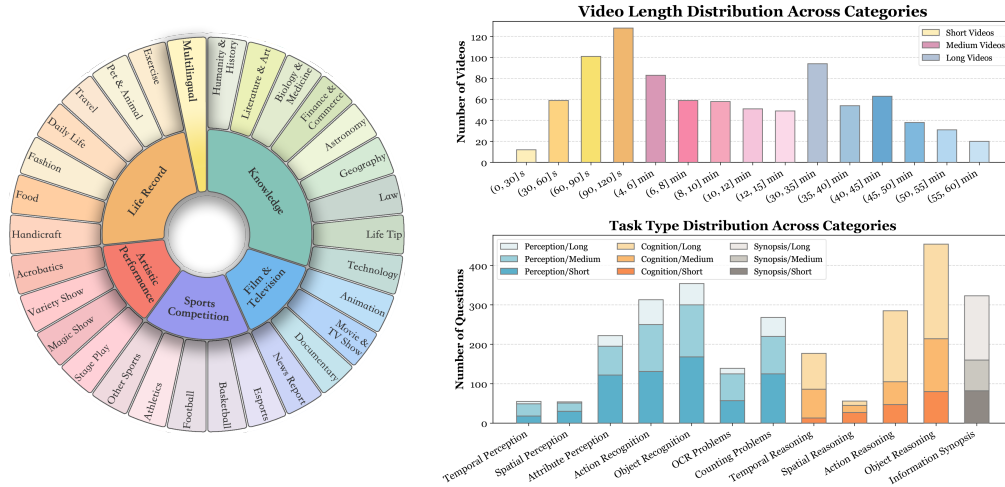 Multilingual
Humanity &
History
Literature & Art
Biology &
Medicine
Finance &
Commerce
Astronomy
Geography
Law
Life Tip
Technology
Animation
Movie &
TV Show
Documentary
News Report
Esports
Basketball
Football
Athletics
Other Sports
Stage Play
Magic Show
Variety Show
Acrobatics
Handicraft
Food
Fashion
Daily Life
Travel
Pet & Animal
Exercise
Knowledge
Film &
Television
Sports
Competition
Artistic
Performance
Life Record
Video Length Distribution Across Categories
Number of Videos
120
100
80
60
40
20
0
Short Videos
Medium Videos
Long Videos
(0, 30] s
(30, 60] s
(60, 90] s
(90, 120] s
(4, 6] min
(6, 8] min
(8, 10] min
(10, 12] min
(12, 15] min
(30, 35] min
(35, 40] min
(40, 45] min
(45, 50] min
(50, 55] min
(55, 60] min
Task Type Distribution Across Categories
Number of Questions
400
300
200
100
0
Perception/Long
Perception/Medium
Perception/Short
Cognition/Long
Cognition/Medium
Cognition/Short
Synopsis/Long
Synopsis/Medium
Synopsis/Short
Temporal Perception
Spatial Perception
Attribute Perception
Action Recognition
Object Recognition
OCR Problems
Counting Problems
Temporal Reasoning
Spatial Reasoning
Action Reasoning
Object Reasoning
Information Synopsis